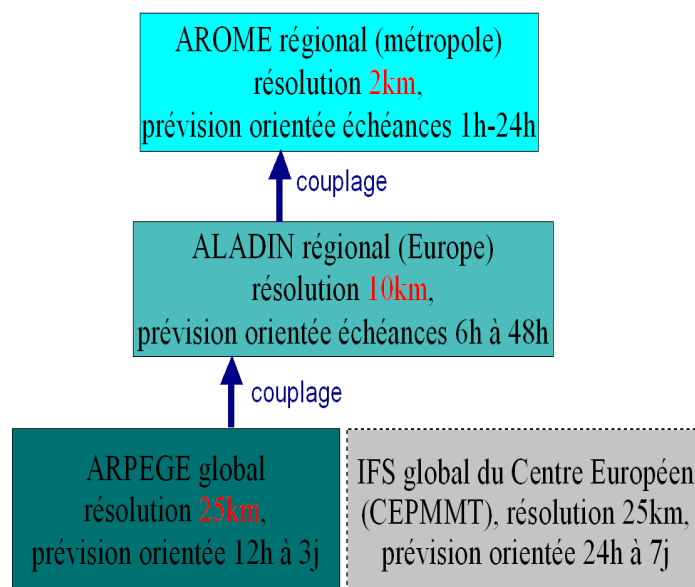 AROME régional (métropole)
résolution 2km,
prévision orientée échéances 1h-24h
couplage
ALADIN régional (Europe)
résolution 10km,
prévision orientée échéances 6h à 48h
couplage
ARPEGE global
résolution 25km,
prévision orientée 12h à 3j
IFS global du Centre Européen
(CEPMMT), résolution 25km,
prévision orientée 24h à 7j